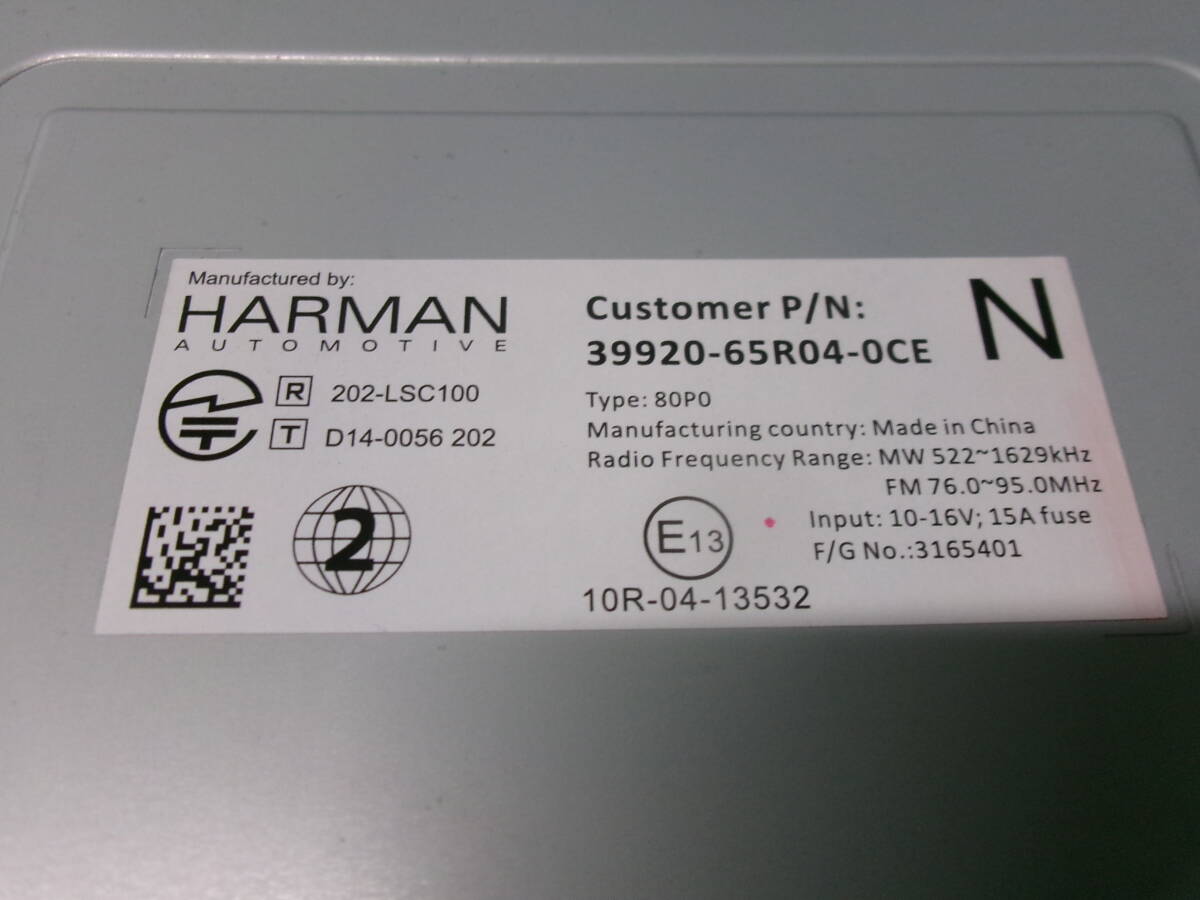 Manufactured by:
HARMAN
AUTOMOTIVE
R 202-LSC100
T D14-0056 202
2
Customer P/N:
39920-65R04-0CE
N
Type: 80P0
Manufacturing country: Made in China
Radio Frequency Range: MW 522~1629kHz
FM 76.0~95.0MHz
Input: 10-16V; 15A fuse
F/G No.:3165401
E13
10R-04-13532